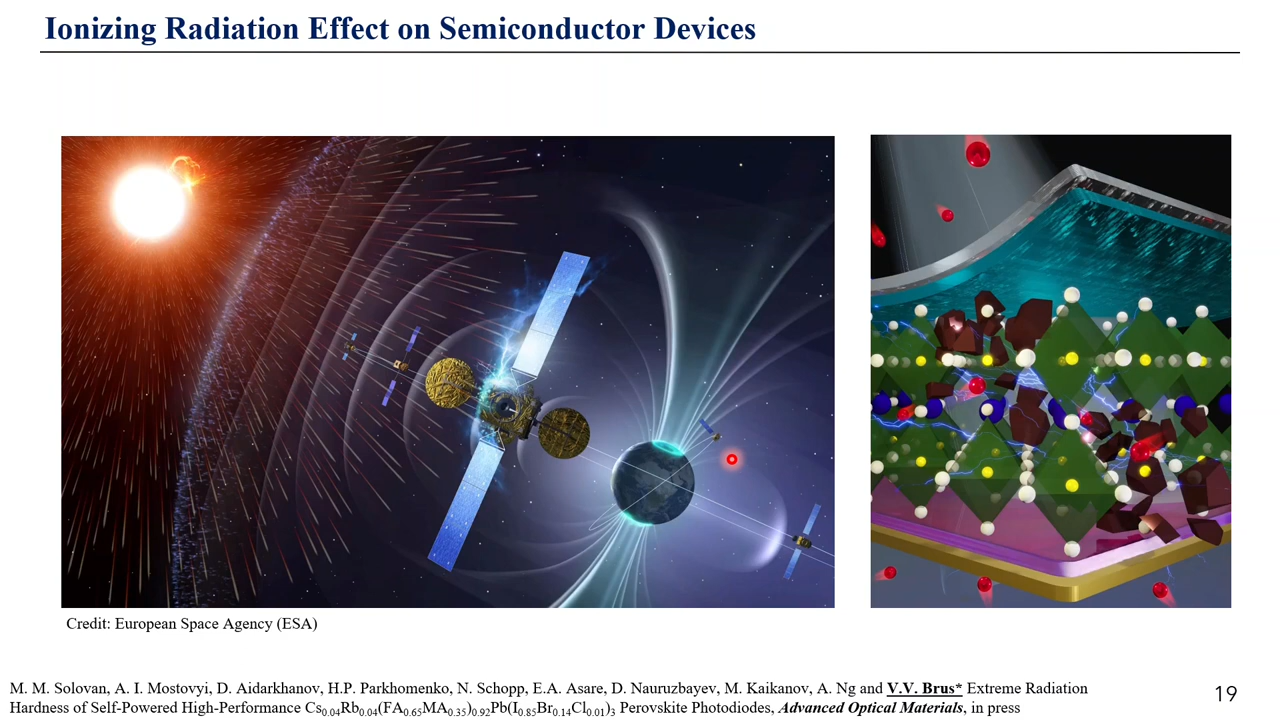 Ionizing Radiation Effect on Semiconductor Devices
Credit: European Space Agency (ESA)
M. M. Solovan, A. I. Mostovyi, D. Aidarkhanov, H.P. Parkhomenko, N. Schopp, E.A. Asare, D. Nauruzbayev, M. Kaikanov, A. Ng and V.V. Brus* Extreme Radiation
Hardness of Self-Powered High-Performance Cs0.04Rb0.04(FA0.65MA0.35)0.92Pb(I0.85Br0.14Cl0.01)3 Perovskite Photodiodes, Advanced Optical Materials, in press
19